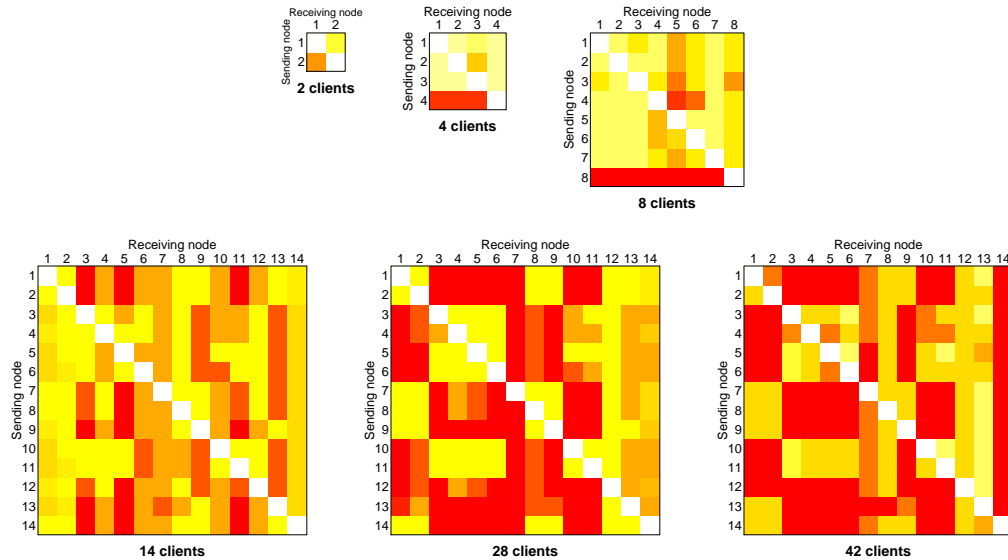 Receiving node
1 2
Sending node
1
2
2 clients
Receiving node
1 2 3 4
Sending node
1
2
3
4
4 clients
Receiving node
1 2 3 4 5 6 7 8
Sending node
1
2
3
4
5
6
7
8
8 clients
Receiving node
1 2 3 4 5 6 7 8 9 10 11 12 13 14
Sending node
1
2
3
4
5
6
7
8
9
10
11
12
13
14
14 clients
Receiving node
1 2 3 4 5 6 7 8 9 10 11 12 13 14
Sending node
1
2
3
4
5
6
7
8
9
10
11
12
13
14
28 clients
Receiving node
1 2 3 4 5 6 7 8 9 10 11 12 13 14
Sending node
1
2
3
4
5
6
7
8
9
10
11
12
13
14
42 clients